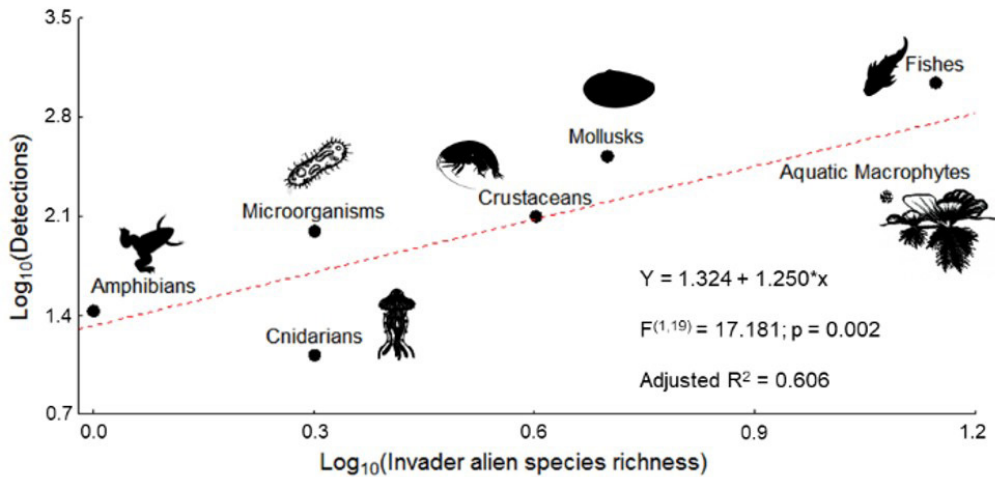 3.5
2.8
2.1
1.4
0.7
Log10(Detections)
Fishes
Mollusks
Aquatic Macrophytes
Crustaceans
Microorganisms
Amphibians
Cnidarians
Y = 1.324 + 1.250*x
F(1,19) = 17.181; p = 0.002
Adjusted R2 = 0.606
0.0 0.3 0.6 0.9 1.2
Log10(Invader alien species richness)